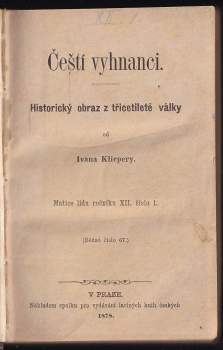 Čeští vyhnanci.
Historický obraz z třicetileté války
od
Ivana Klicpery.
Matice lidu ročníku XII. číslo 1.
(Běžné číslo 67.)
V PRAZE.
Nákladem spolku pro vydávání laciných knih českých
1878.